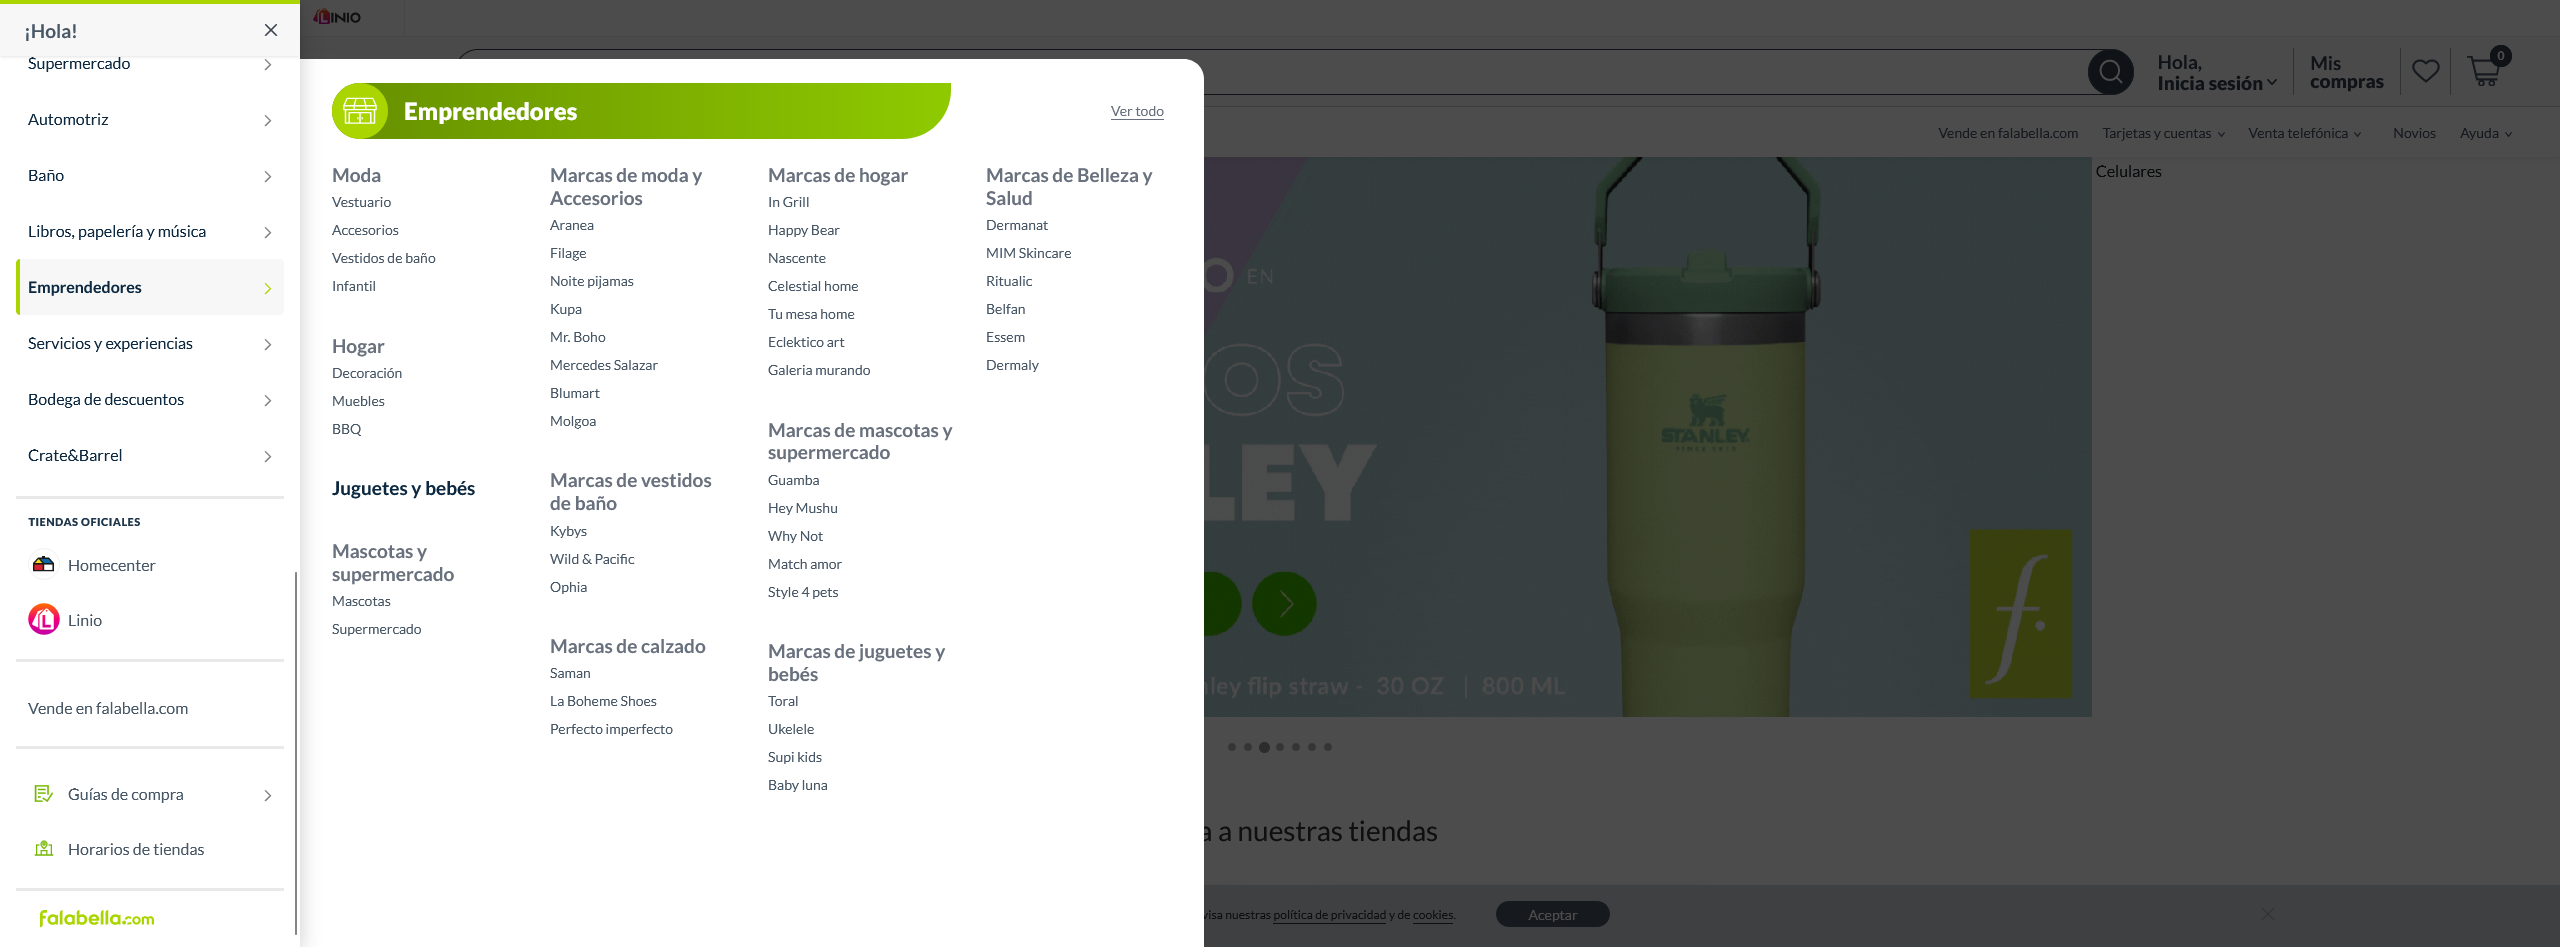 ¡Hola!
Supermercado
Automotriz
Baño
Libros, papelería y música
Emprendedores
Servicios y experiencias
Bodega de descuentos
Crate&Barrel
TIENDAS OFICIALES
Homecenter
Linio
Vende en falabella.com
Guías de compra
Horarios de tiendas
falabella.com
LINIO
Emprendedores
Ver todo
Moda
Vestuario
Accesorios
Vestidos de baño
Infantil
Hogar
Decoración
Muebles
BBQ
Juguetes y bebés
Mascotas y
supermercado
Mascotas
Supermercado
Marcas de moda y
Accesorios
Aranea
Filage
Noite pijamas
Kupa
Mr. Boho
Mercedes Salazar
Blumart
Molgoa
Marcas de vestidos
de baño
Kybys
Wild & Pacific
Ophia
Marcas de calzado
Saman
La Boheme Shoes
Perfecto imperfecto
Marcas de hogar
In Grill
Happy Bear
Nascente
Celestial home
Tu mesa home
Eclektico art
Galeria murando
Marcas de mascotas y
supermercado
Guamba
Hey Mushu
Why Not
Match amor
Style 4 pets
Marcas de juguetes y
bebés
Toral
Ukelele
Supi kids
Baby luna
Marcas de Belleza y
Salud
Dermanat
MIM Skincare
Ritualic
Belfan
Essem
Dermaly
Hola,
Inicia sesión
Mis
compras
0
Vende en falabella.com
Tarjetas y cuentas
Venta telefónica
Novios
Ayuda
Celulares
O EN
OS
LEY
STANLEY
SINCE 1913
f.
ley flip straw - 30 OZ | 800 ML
a a nuestras tiendas
visa nuestras política de privacidad y de cookies.
Aceptar